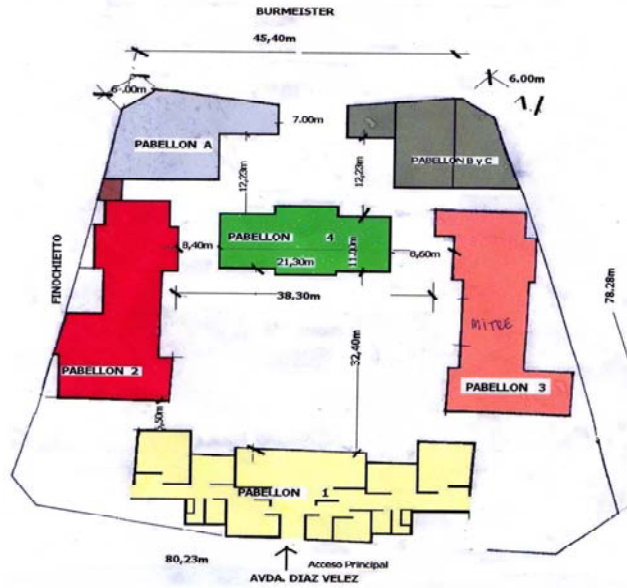 BURMEISTER
45,40m
6-.00m
6.00m
7.00m
PABELLON A
PABELLON B y C
12,23m
12,23m
PABELLON 4
8,40m
21,30m
11.00m
6,60m
FINOCHIETTO
38.30m
78.28m
MITRE
32,40m
PABELLON 2
PABELLON 3
,50m
PABELLON 1
80,23m
Acceso Principal
AVDA. DIAZ VELEZ